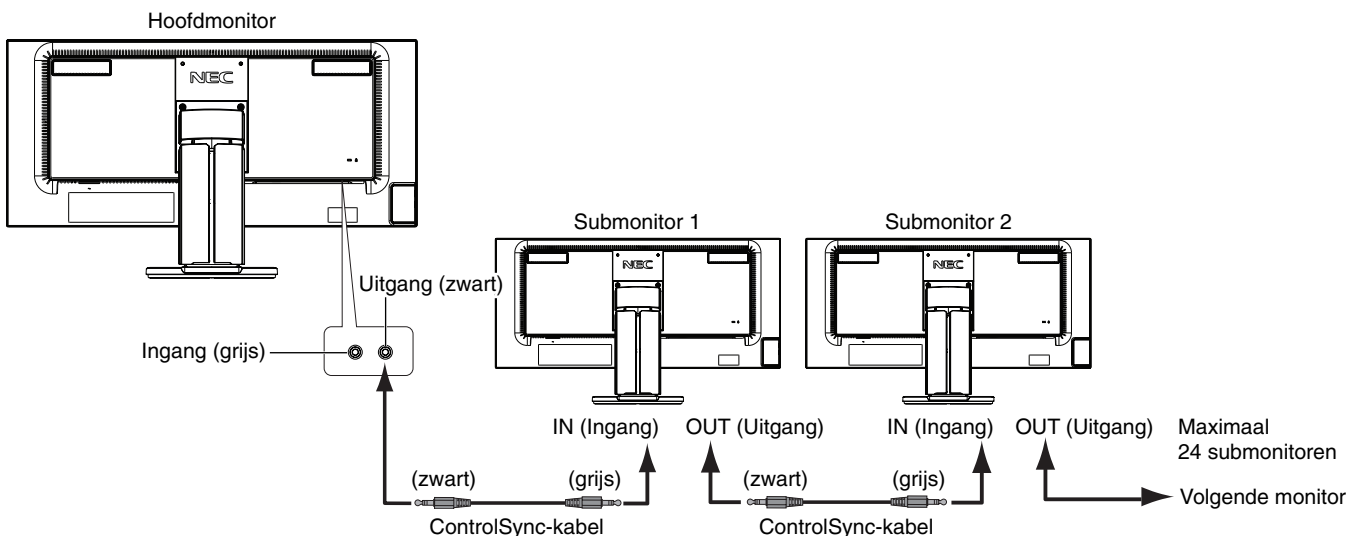 Hoofdmonitor
NEC
Submonitor 1
Submonitor 2
NEC
NEC
Uitgang (zwart)
Ingang (grijs)
IN (Ingang)
OUT (Uitgang)
IN (Ingang)
OUT (Uitgang)
Maximaal
24 submonitoren
(zwart)
(grijs)
(zwart)
(grijs)
Volgende monitor
ControlSync-kabel
ControlSync-kabel